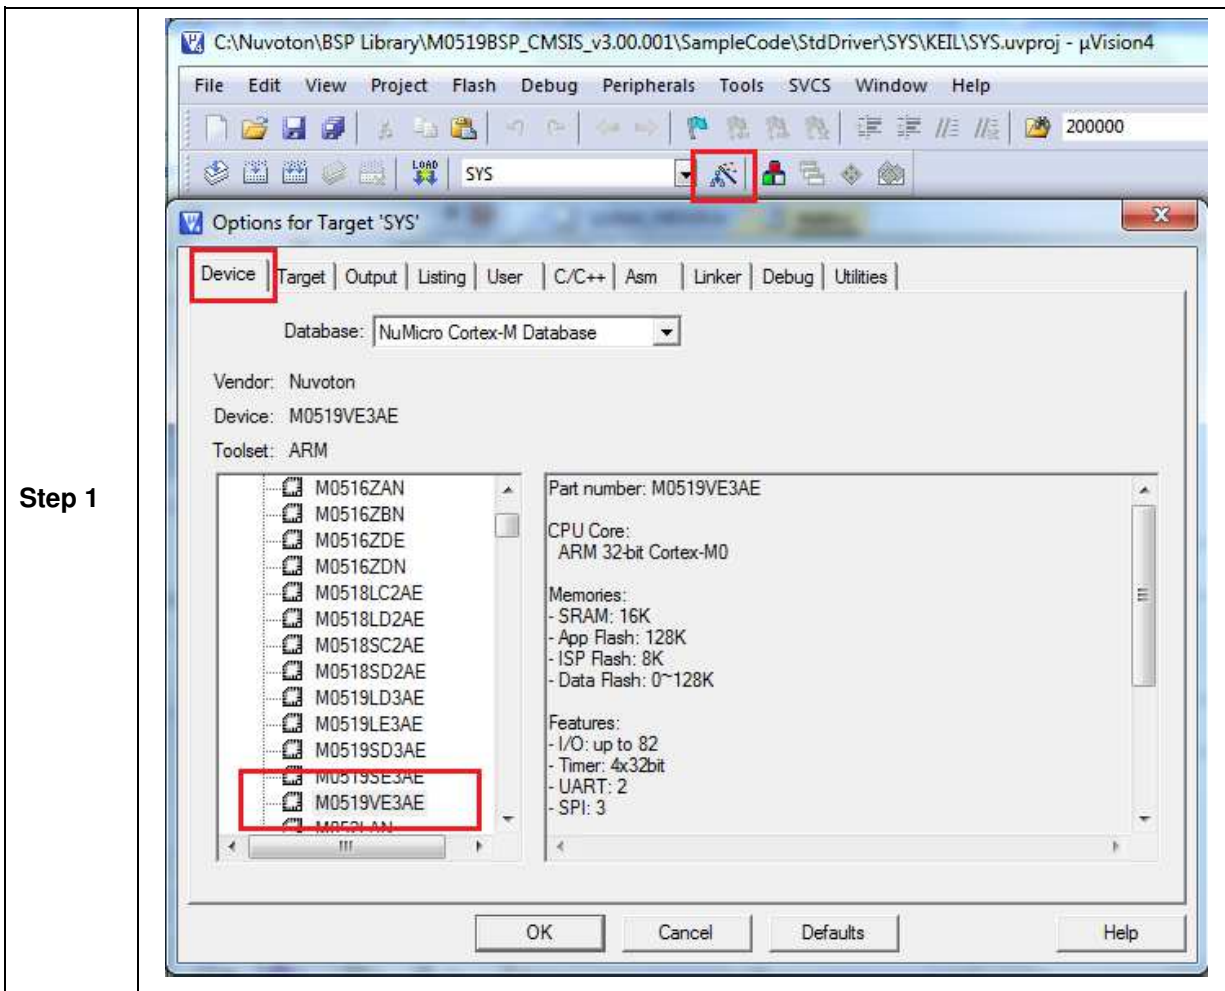 Step 1
C:\Nuvoton\BSP Library\M0519BSP_CMSIS_v3.00.001\SampleCode\StdDriver\SYS\KEIL\SYS.uvproj - µVision4
File Edit View Project Flash Debug Peripherals Tools SVCS Window Help
200000
LOAD SYS
Options for Target 'SYS'
Device Target Output Listing User C/C++ Asm Linker Debug Utilities
Database: NuMicro Cortex-M Database
Vendor: Nuvoton
Device: M0519VE3AE
Toolset: ARM
M0516ZAN
M0516ZBN
M0516ZDE
M0516ZDN
M0518LC2AE
M0518LD2AE
M0518SC2AE
M0518SD2AE
M0519LD3AE
M0519LE3AE
M0519SD3AE
M0519SE3AE
M0519VE3AE
M052LAN
Part number: M0519VE3AE
CPU Core:
ARM 32-bit Cortex-M0
Memories:
- SRAM: 16K
- App Flash: 128K
- ISP Flash: 8K
- Data Flash: 0~128K
Features:
- I/O: up to 82
- Timer: 4x32bit
- UART: 2
- SPI: 3
OK Cancel Defaults Help